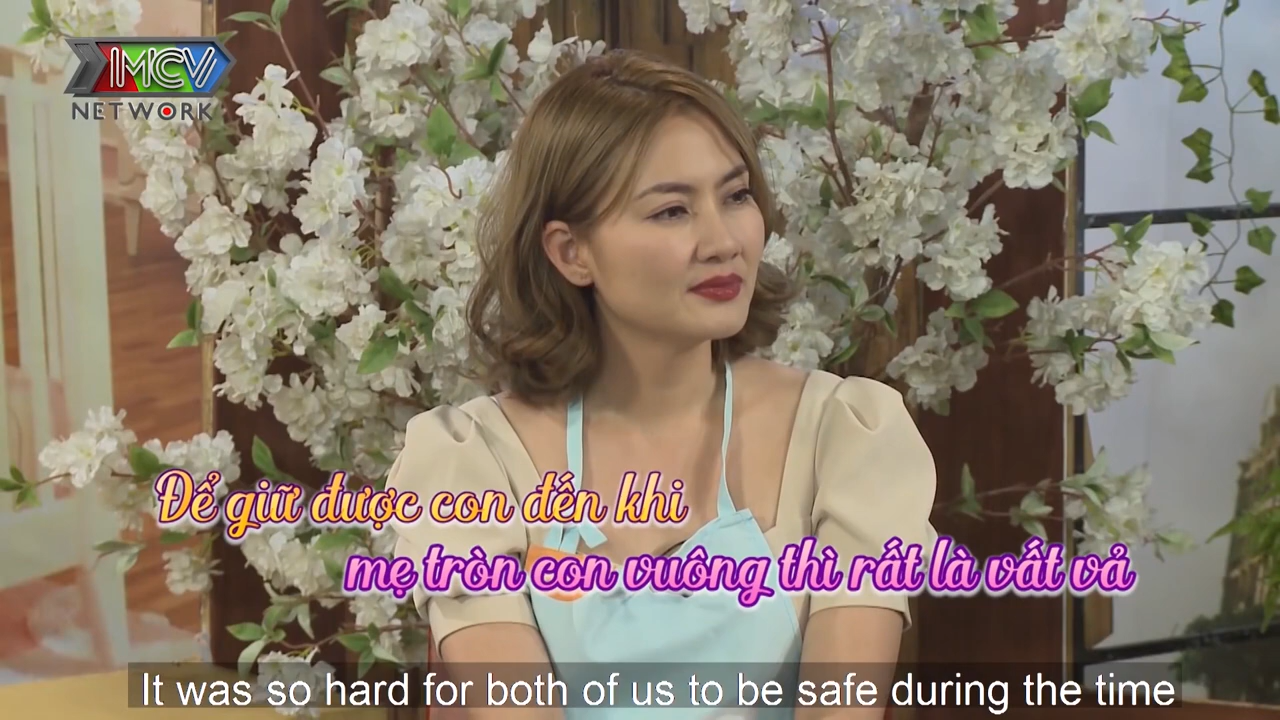 MCV
NETWORK
Để giữ được con đến khi
mẹ tròn con vuông thì rất là vất vả
It was so hard for both of us to be safe during the time